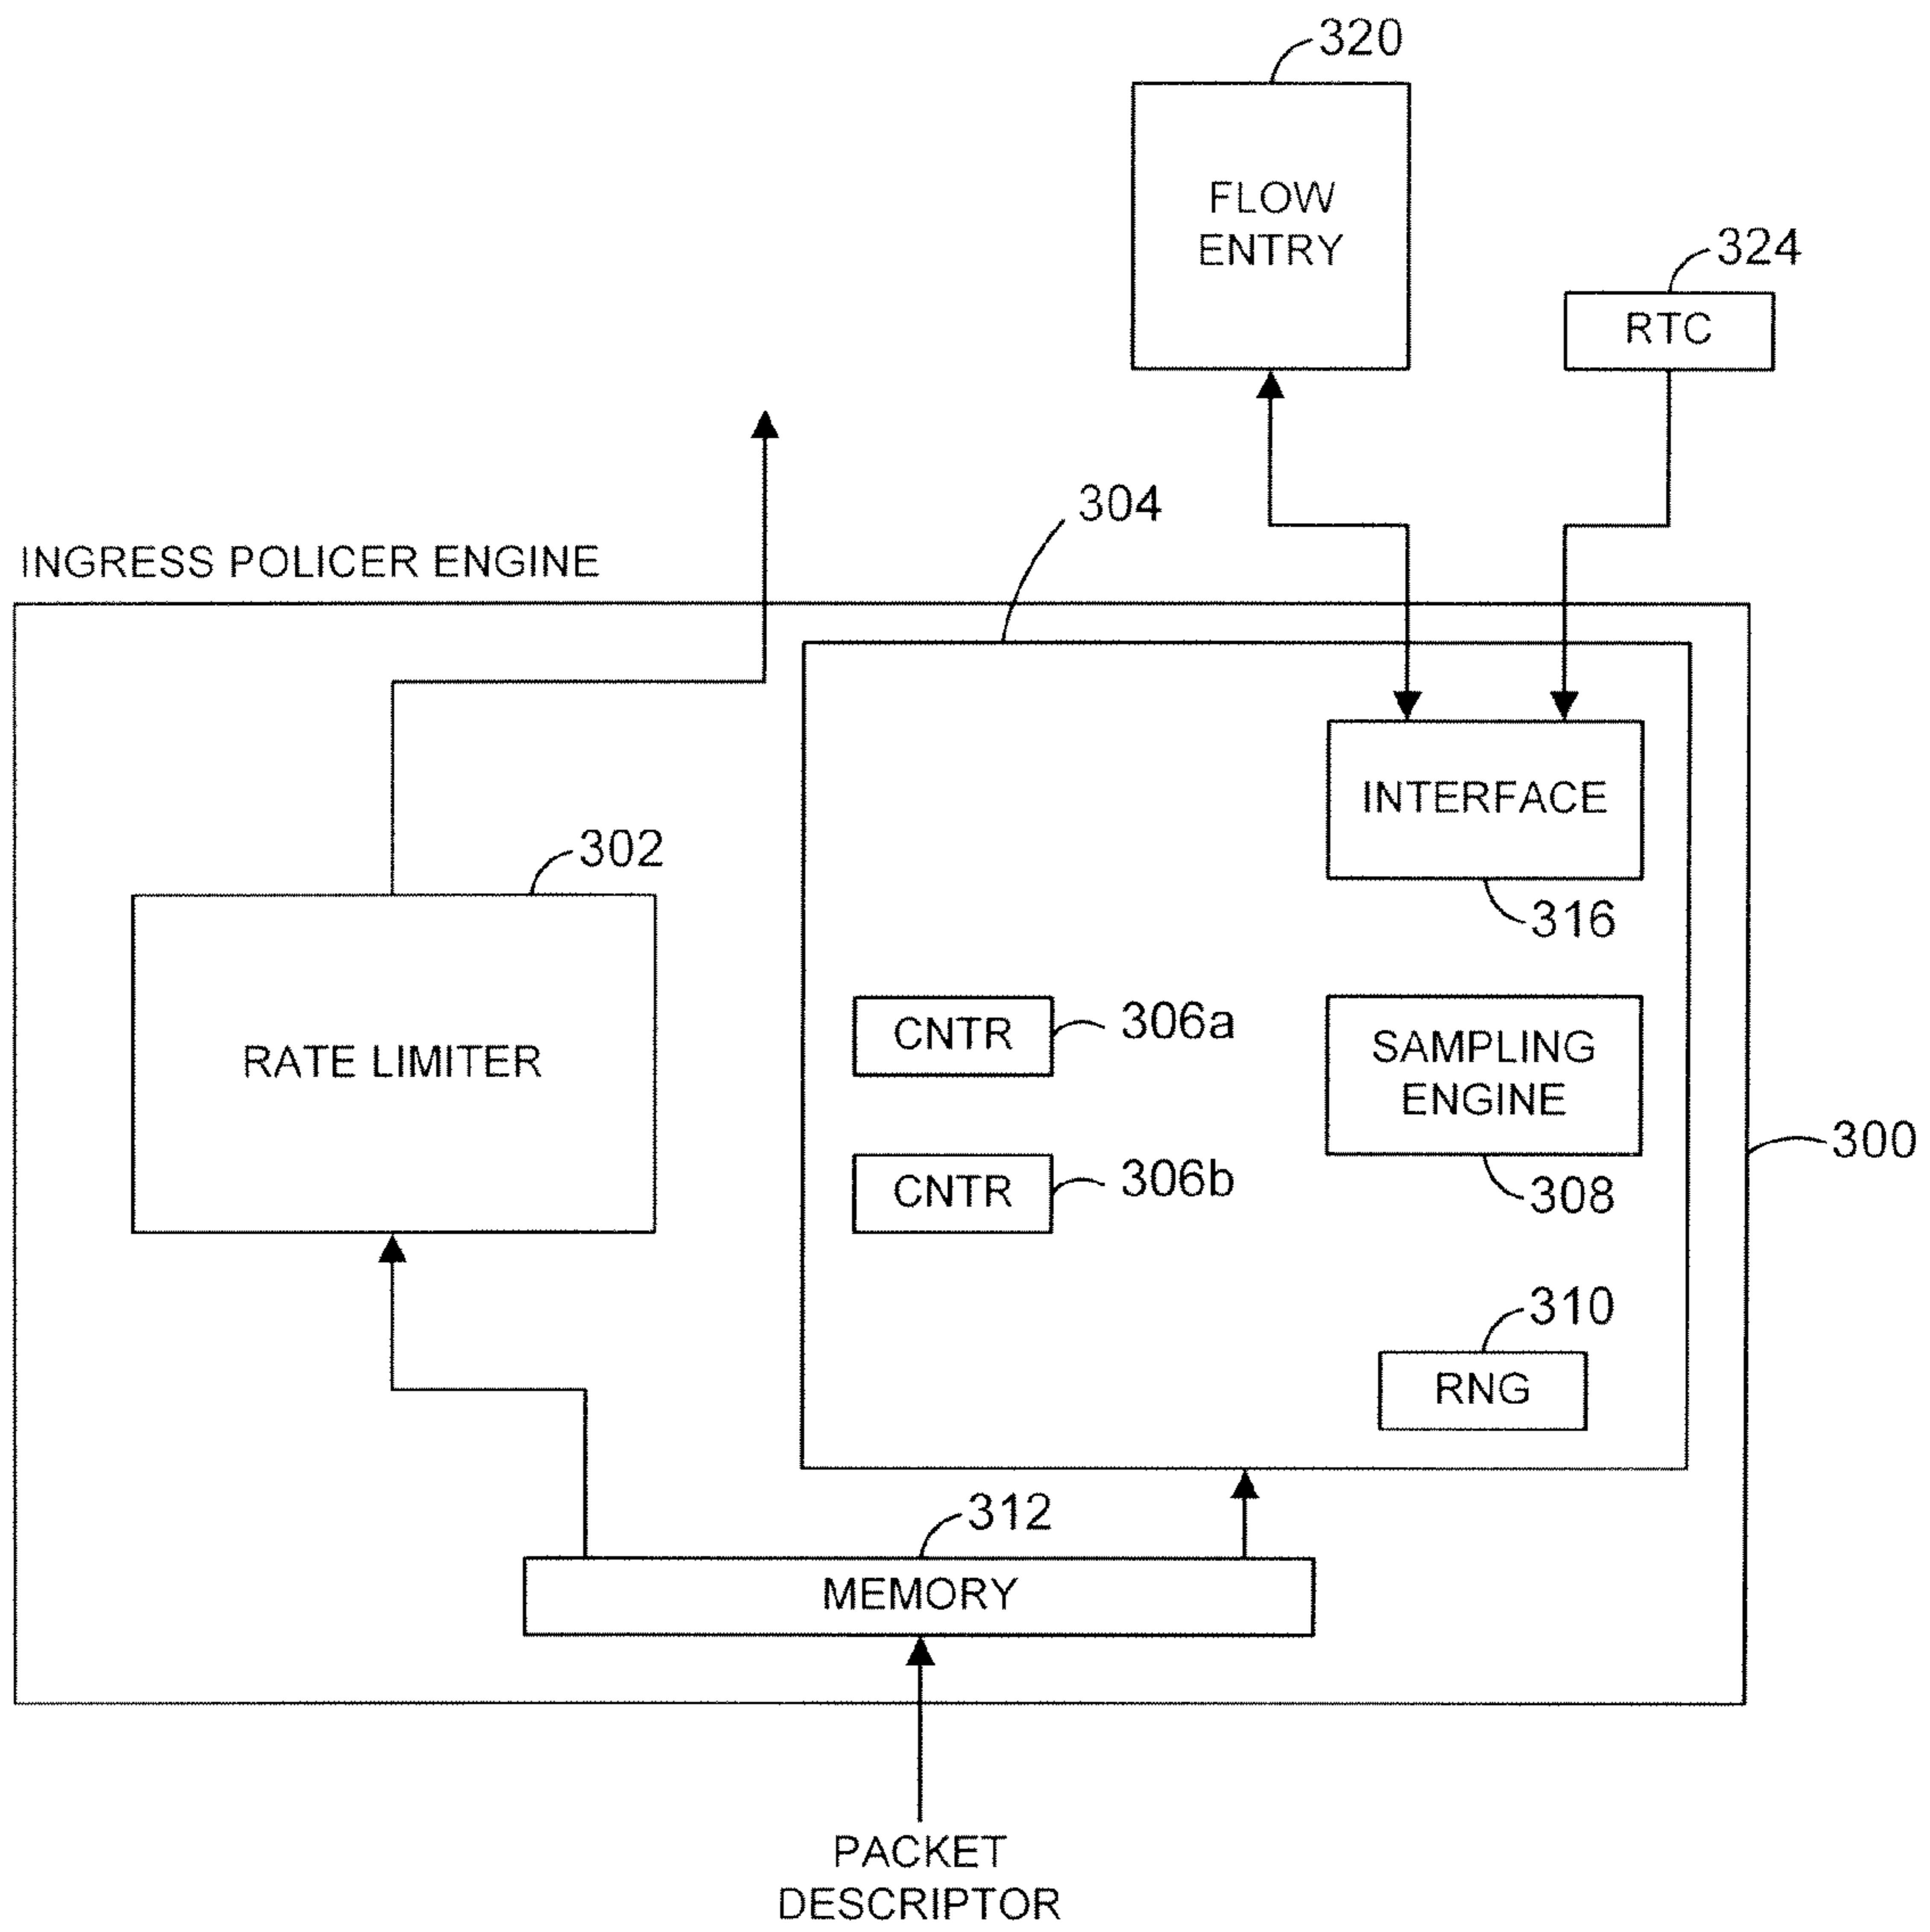 320
FLOW
ENTRY
324
RTC
304
INGRESS POLICER ENGINE
INTERFACE
302
316
RATE LIMITER
CNTR
306a
SAMPLING
ENGINE
CNTR
306b
300
308
310
RNG
312
MEMORY
PACKET
DESCRIPTOR